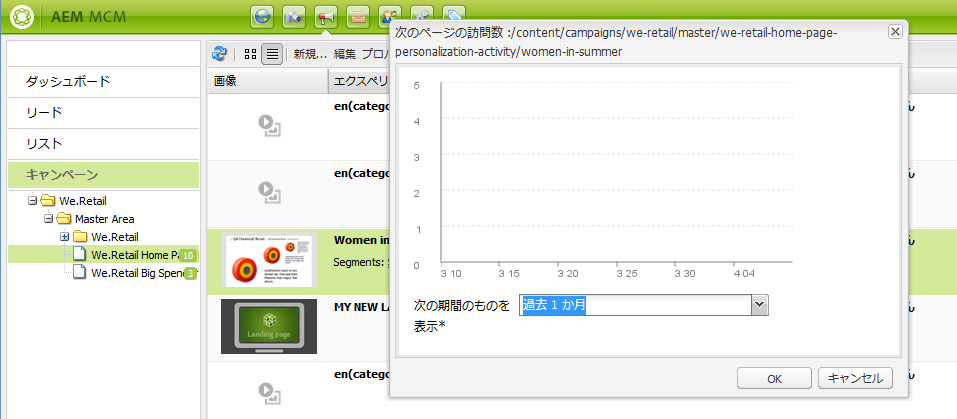 AEM MCM
次のページの訪問数 :/content/campaigns/we-retail/master/we-retail-home-page-
personalization-activity/women-in-summer
新規... 編集
画像
エクスペリ
ダッシュボード
リード
リスト
キャンペーン
We.Retail
Master Area
We.Retail
We.Retail Home Pa
10
We.Retail Big Spen
3
en(catego
en(catego
Women in
Segments:
MY NEW LA
Landing page
en(catego
5
4
3
2
1
0
3 10
3 15
3 20
3 25
3 30
4 04
次の期間のものを
表示*
過去 1 か月
OK
キャンセル